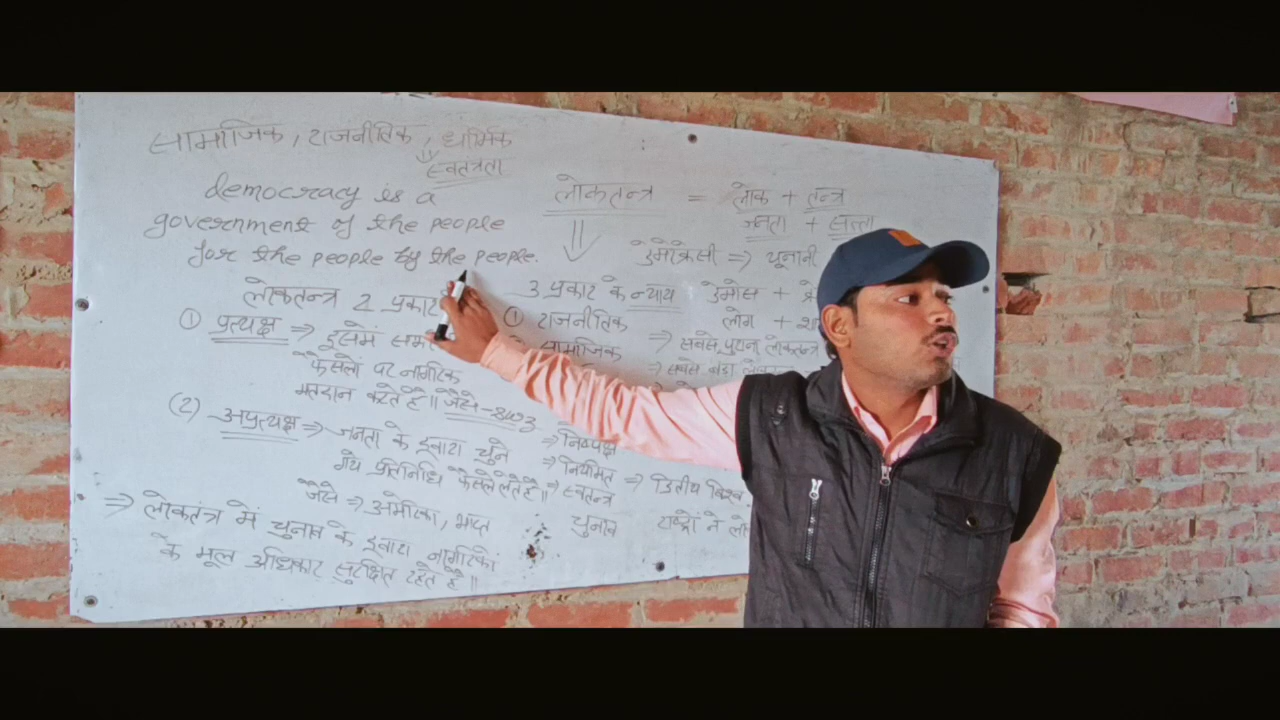 सामाजिक, राजनीतिक, धार्मिक
स्वतंत्रता
democracy is a
government of the people
for the people by the people.
लोकतन्त्र 2 प्रकार
① प्रत्यक्ष ⇒ इसमें
फैसलों पर नागरिक
मतदान करते है॥ जैसे-
(2) अप्रत्यक्ष ⇒ जनता के द्वारा चुने
गये प्रतिनिधि फैसले लेते है॥
जैसे ⇒ अमेरिका, भारत
⇒ लोकतंत्र में चुनाव के द्वारा नागरिकों
के मूल अधिकार सुरक्षित रहते है॥
लोकतन्त्र = लोक + तन्त्र
जनता + सत्ता
डेमोक्रेसी ⇒ यूनानी
3 प्रकार के न्याय
① राजनीतिक
सामाजिक
⇒ निष्पक्ष
⇒ नियमित
⇒ स्वतन्त्र
चुनाव
डेमोस +
लोग +
⇒ सबसे पुराना लोकतन्त्र
⇒ सबसे बड़ा
⇒ द्वितीय विश्व
राष्ट्रों ने